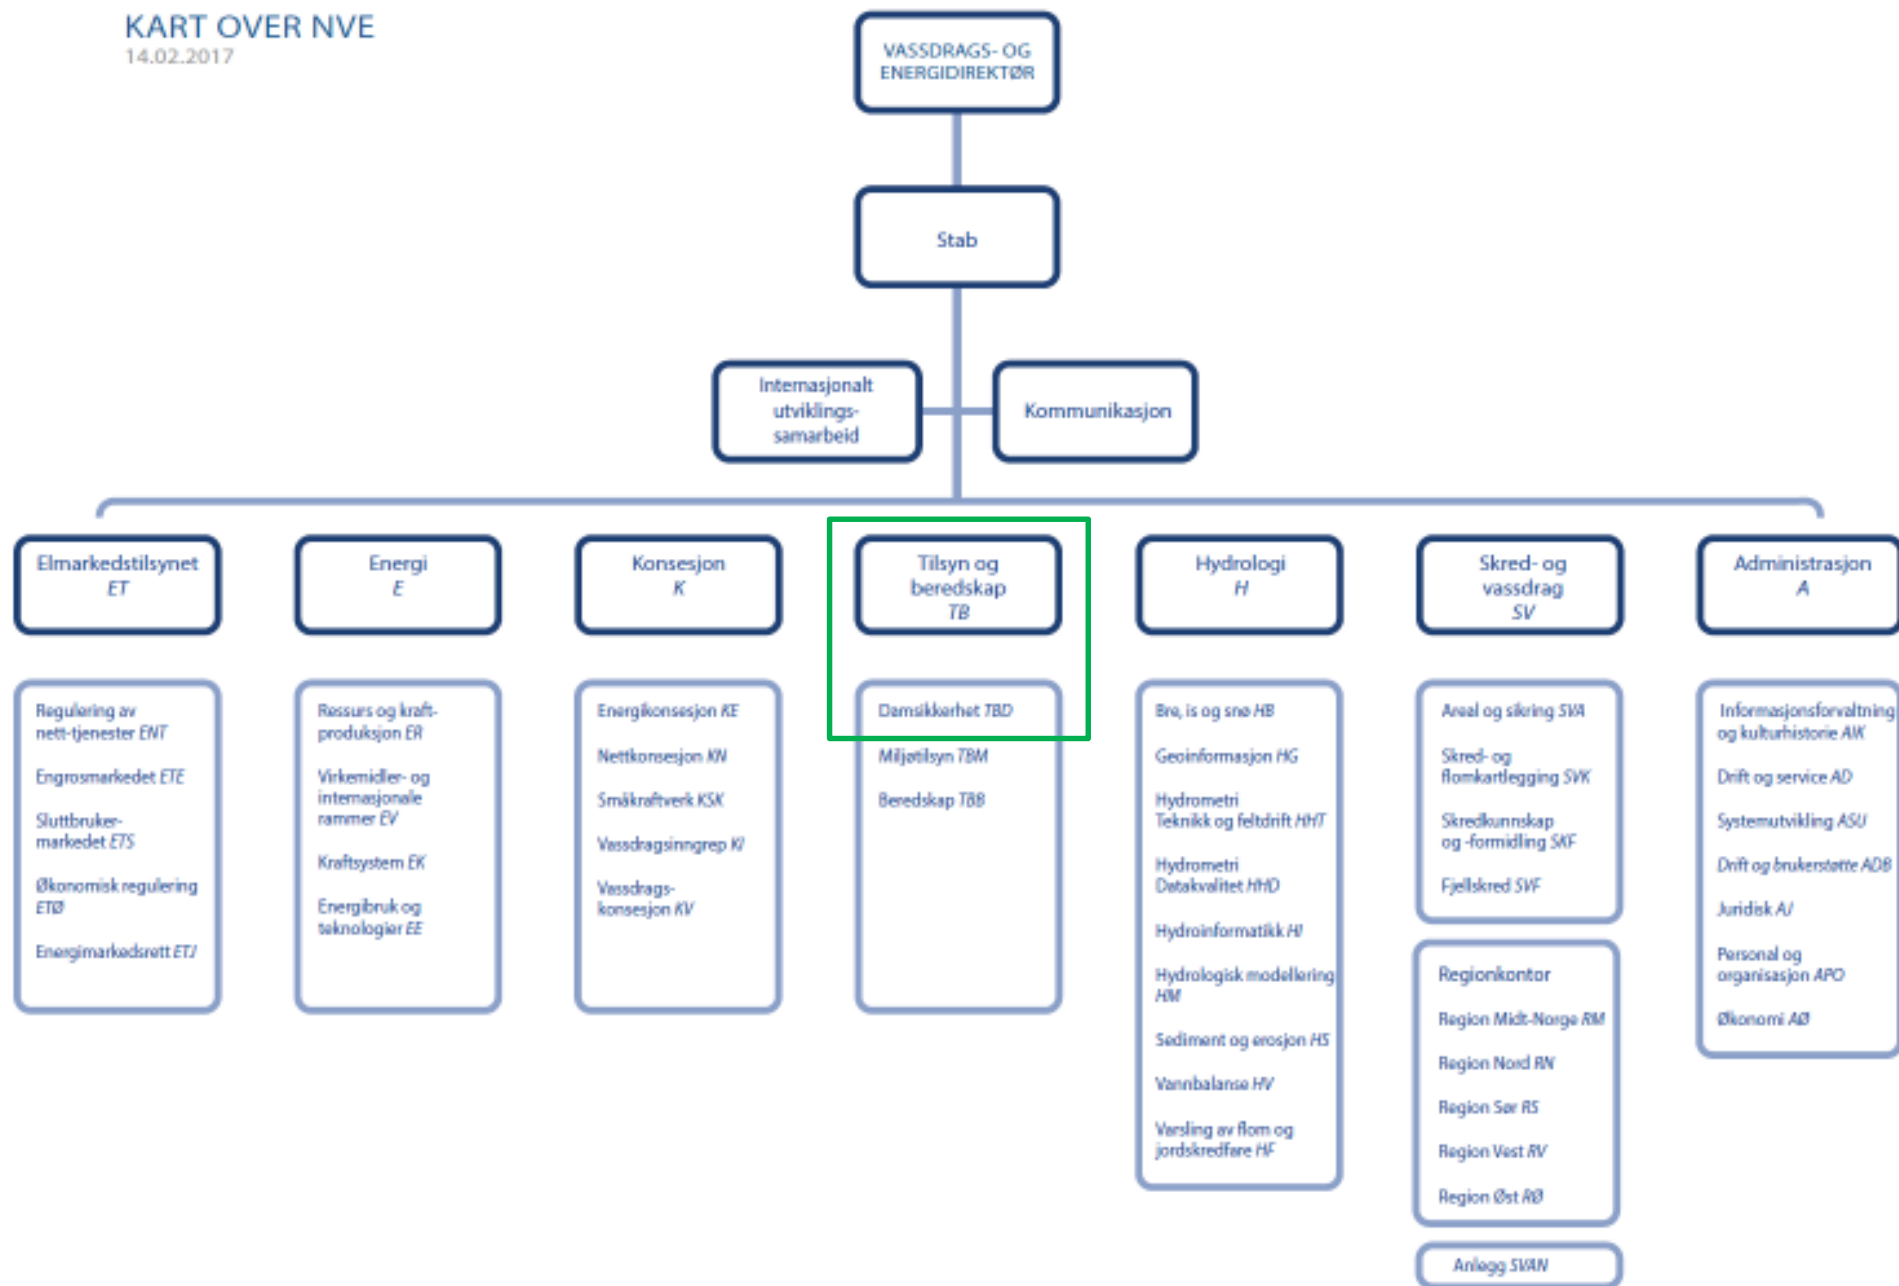 KART OVER NVE
14.02.2017
VASSDRAGS- OG
ENERGIDIREKTØR
Stab
Internasjonalt
utviklings-
samarbeid
Kommunikasjon
Elmarkedstilsynet
ET
Regulering av
nett-tjenester ENT
Engrosmarkedet ETE
Sluttbruker-
markedet ETS
Økonomisk regulering
ETØ
Energimarkedsrett ETJ
Energi
E
Ressurs og kraft-
produksjon ER
Virkemidler- og
internasjonale
rammer EV
Kraftsystem EK
Energibruk og
teknologier EE
Konsesjon
K
Energikonsesjon KE
Nettkonsesjon KN
Småkraftverk KSK
Vassdragsinngrep KI
Vassdrags-
konsesjon KV
Tilsyn og
beredskap
TB
Damsikkerhet TBD
Miljøtilsyn TBM
Beredskap TBB
Hydrologi
H
Bre, is og snø HB
Geoinformasjon HG
Hydrometri
Teknikk og feltdrift HHT
Hydrometri
Datakvalitet HHD
Hydroinformatikk HI
Hydrologisk modellering
HM
Sediment og erosjon HS
Vannbalanse HV
Varsling av flom og
jordskredfare HF
Skred- og
vassdrag
SV
Areal og sikring SVA
Skred- og
flomkartlegging SVK
Skredkunnskap
og -formidling SKF
Fjellskred SVF
Regionkontor
Region Midt-Norge RM
Region Nord RN
Region Sør RS
Region Vest RV
Region Øst RØ
Anlegg SVAN
Administrasjon
A
Informasjonsforvaltning
og kulturhistorie AIK
Drift og service AD
Systemutvikling ASU
Drift og brukerstøtte ADB
Juridisk AJ
Personal og
organisasjon APO
Økonomi AØ